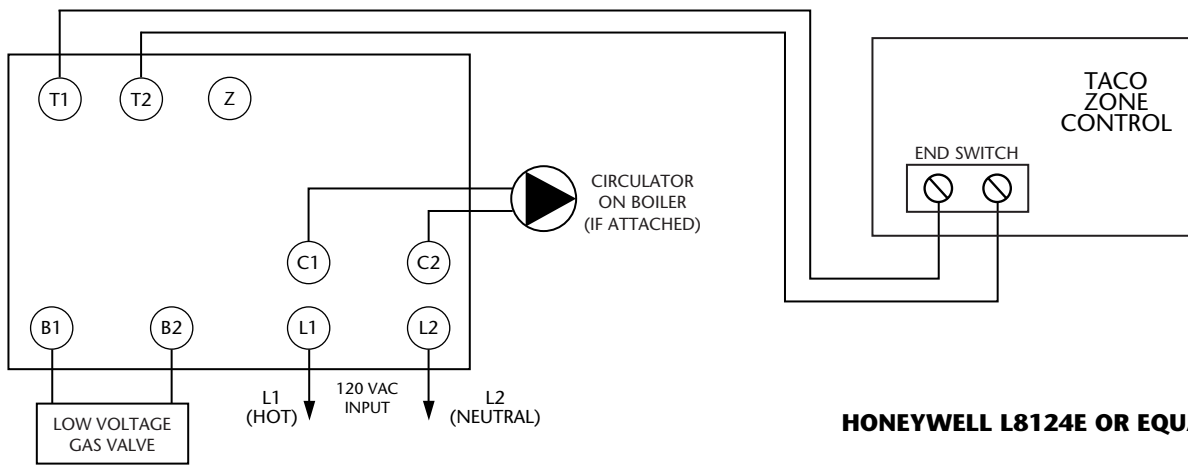 T1
T2
Z
TACO
ZONE
CONTROL
END SWITCH
CIRCULATOR
ON BOILER
(IF ATTACHED)
C1
C2
B1
B2
L1
L2
L1
(HOT)
120 VAC
INPUT
L2
(NEUTRAL)
LOW VOLTAGE
GAS VALVE
HONEYWELL L8124E OR